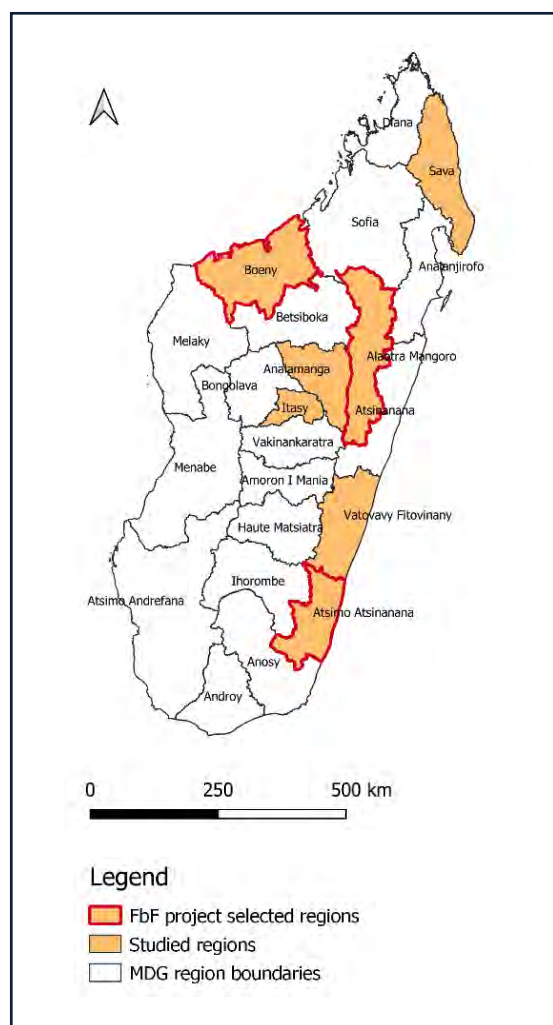 Diana
Sava
Sofia
Boeny
Analanjirofo
Betsiboka
Melaky
Alaotra Mangoro
Analamanga
Bongolava
Itasy
Atsinanana
Vakinankaratra
Menabe
Amoron I Mania
Vatovavy Fitovinany
Haute Matsiatra
Ihorombe
Atsimo Andrefana
Atsimo Atsinanana
Anosy
Androy
0 250 500 km
Legend
FbF project selected regions
Studied regions
MDG region boundaries